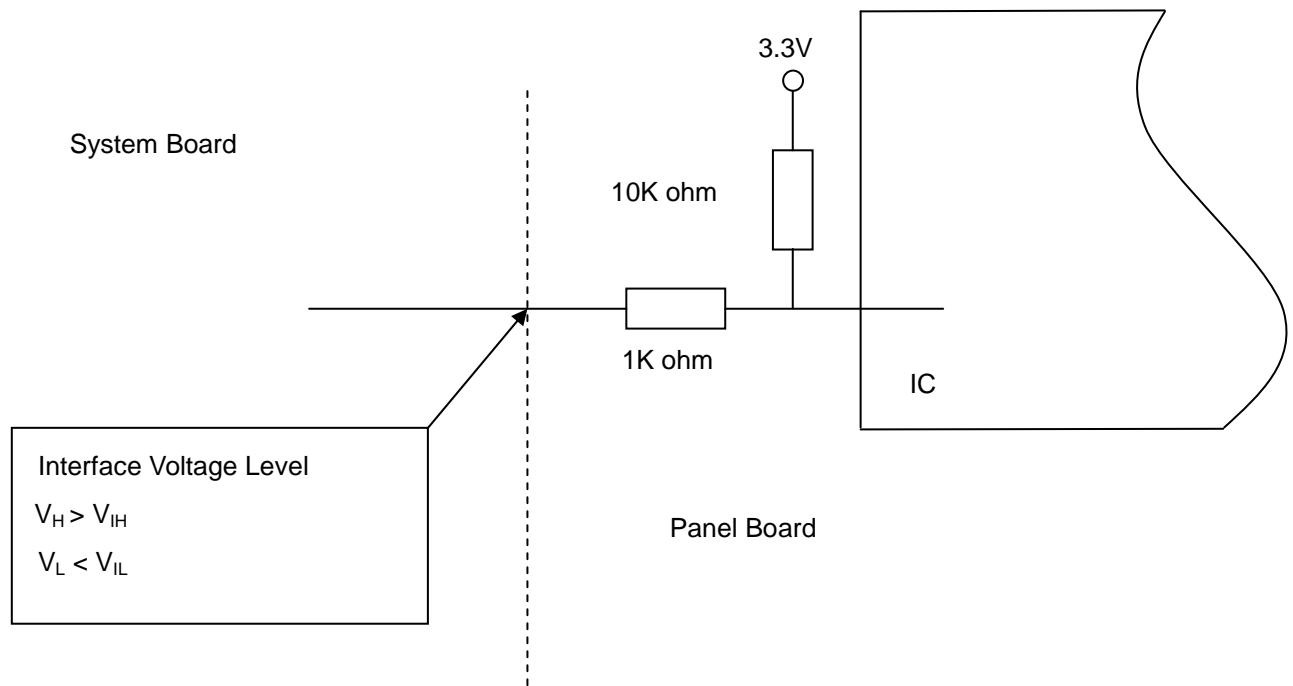 3.3V
System Board
10K ohm
1K ohm
IC
Interface Voltage Level
V_H > V_IH
V_L < V_IL
Panel Board